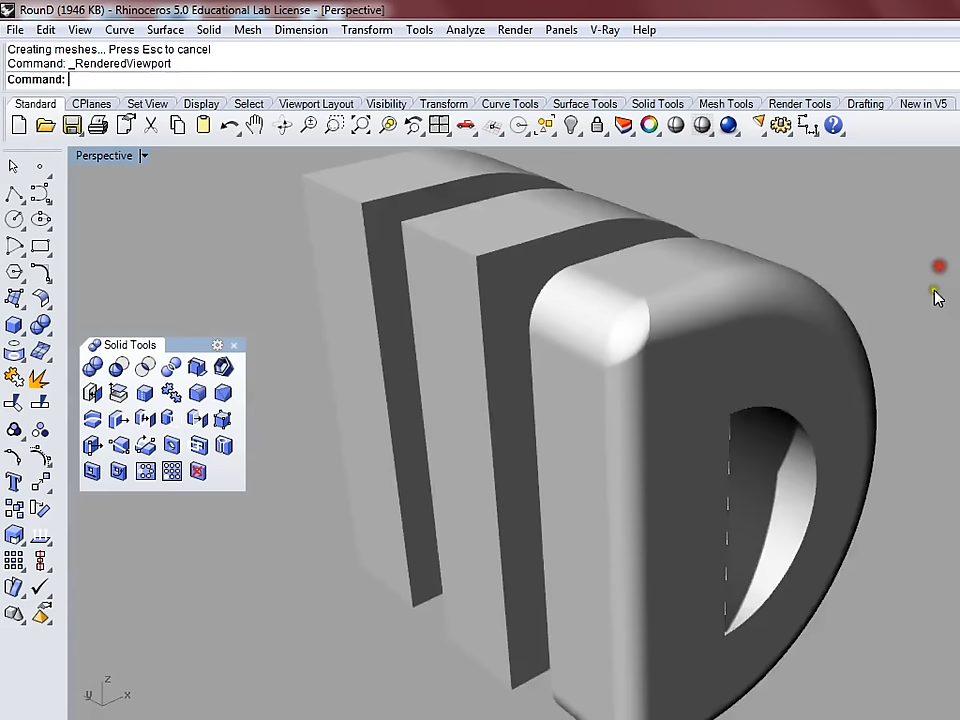 RounD (1946 KB) - Rhinoceros 5.0 Educational Lab License - [Perspective]
File Edit View Curve Surface Solid Mesh Dimension Transform Tools Analyze Render Panels V-Ray Help
Creating meshes... Press Esc to cancel
Command: _RenderedViewport
Command:
Standard CPlanes Set View Display Select Viewport Layout Visibility Transform Curve Tools Surface Tools Solid Tools Mesh Tools Render Tools Drafting New in V5
Perspective
Solid Tools
z
y x